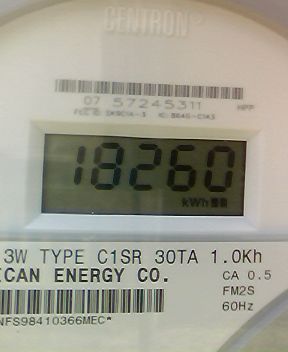 CENTRON®
07 57245311
HPP
18260
kWh
3W TYPE C1SR 30TA 1.0Kh
ICAN ENERGY CO.
CA 0.5
FM2S
60Hz
NFS98410366MEC*